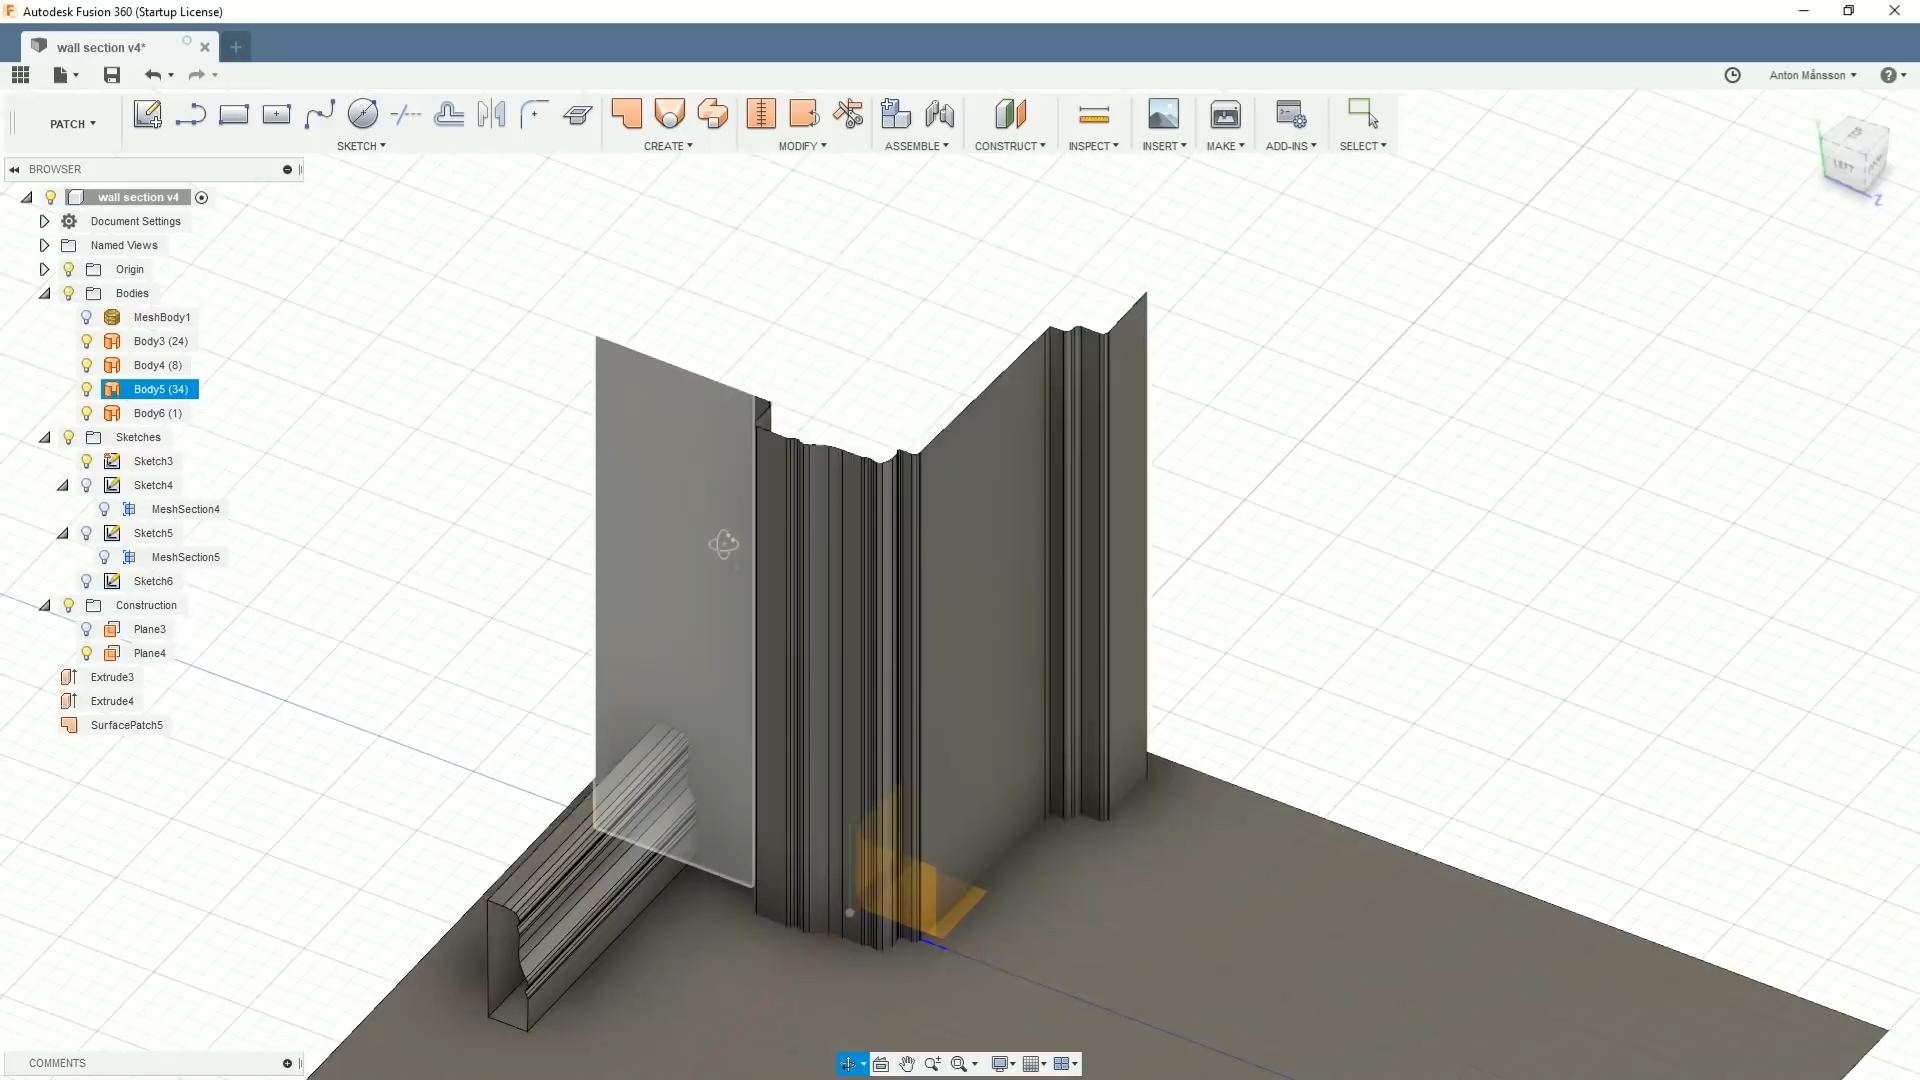 Autodesk Fusion 360 (Startup License)
wall section v4*
Anton Månsson
PATCH
SKETCH
CREATE
MODIFY
ASSEMBLE
CONSTRUCT
INSPECT
INSERT
MAKE
ADD-INS
SELECT
BROWSER
wall section v4
Document Settings
Named Views
Origin
Bodies
MeshBody1
Body3 (24)
Body4 (8)
Body5 (34)
Body6 (1)
Sketches
Sketch3
Sketch4
MeshSection4
Sketch5
MeshSection5
Sketch6
Construction
Plane3
Plane4
Extrude3
Extrude4
SurfacePatch5
LEFT
Z
COMMENTS